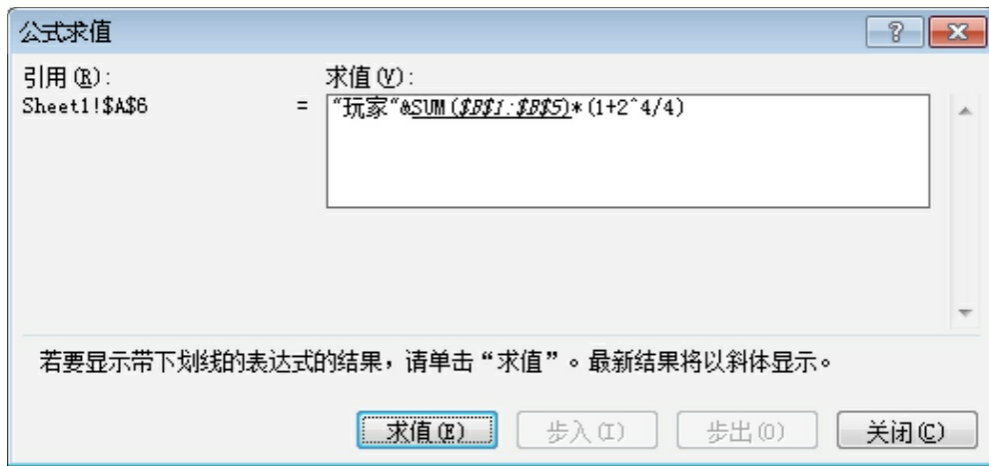 公式求值
引用(R):
求值(V):
Sheet1!$A$6
=
"玩家"&SUM($B$1:$B$5)*(1+2^4/4)
若要显示带下划线的表达式的结果，请单击“求值”。最新结果将以斜体显示。
求值(E)
步入(I)
步出(O)
关闭(C)